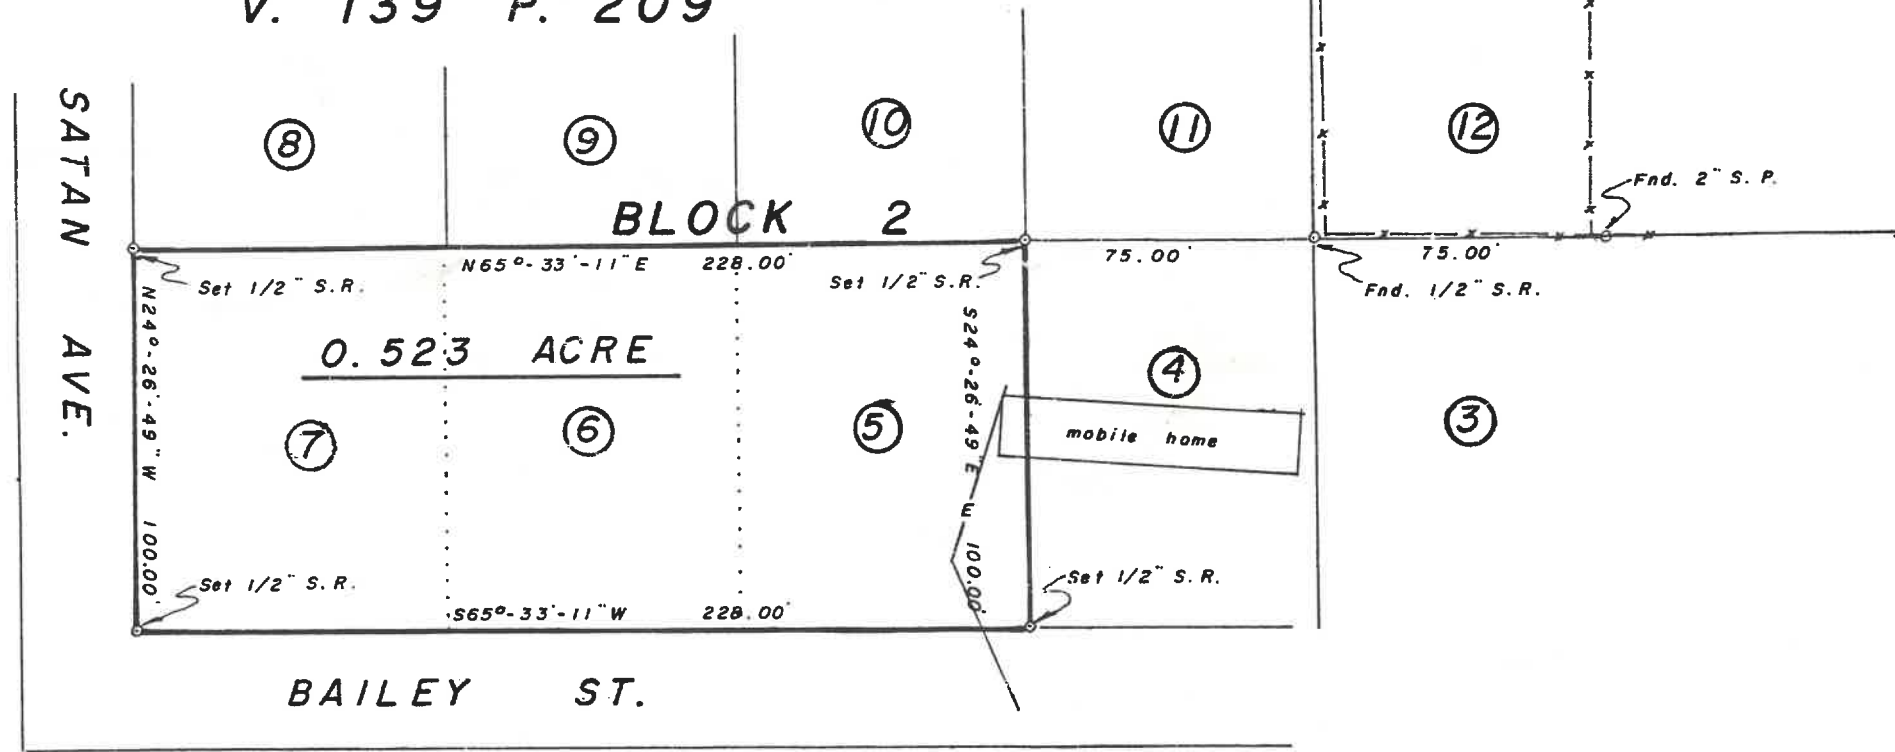 V. 139 P. 209
SATAN AVE.
8
9
10
11
12
BLOCK 2
Fnd. 2" S. P.
N65°-33'-11"E 228.00'
75.00'
75.00'
Set 1/2" S.R.
Set 1/2" S.R.
Fnd. 1/2" S.R.
N24°-26'-49"W 100.00'
0.523 ACRE
S24°-26'-49"E 100.00'
7
6
5
4
3
mobile home
E
Set 1/2" S.R.
Set 1/2" S.R.
S65°-33'-11"W 228.00'
BAILEY ST.